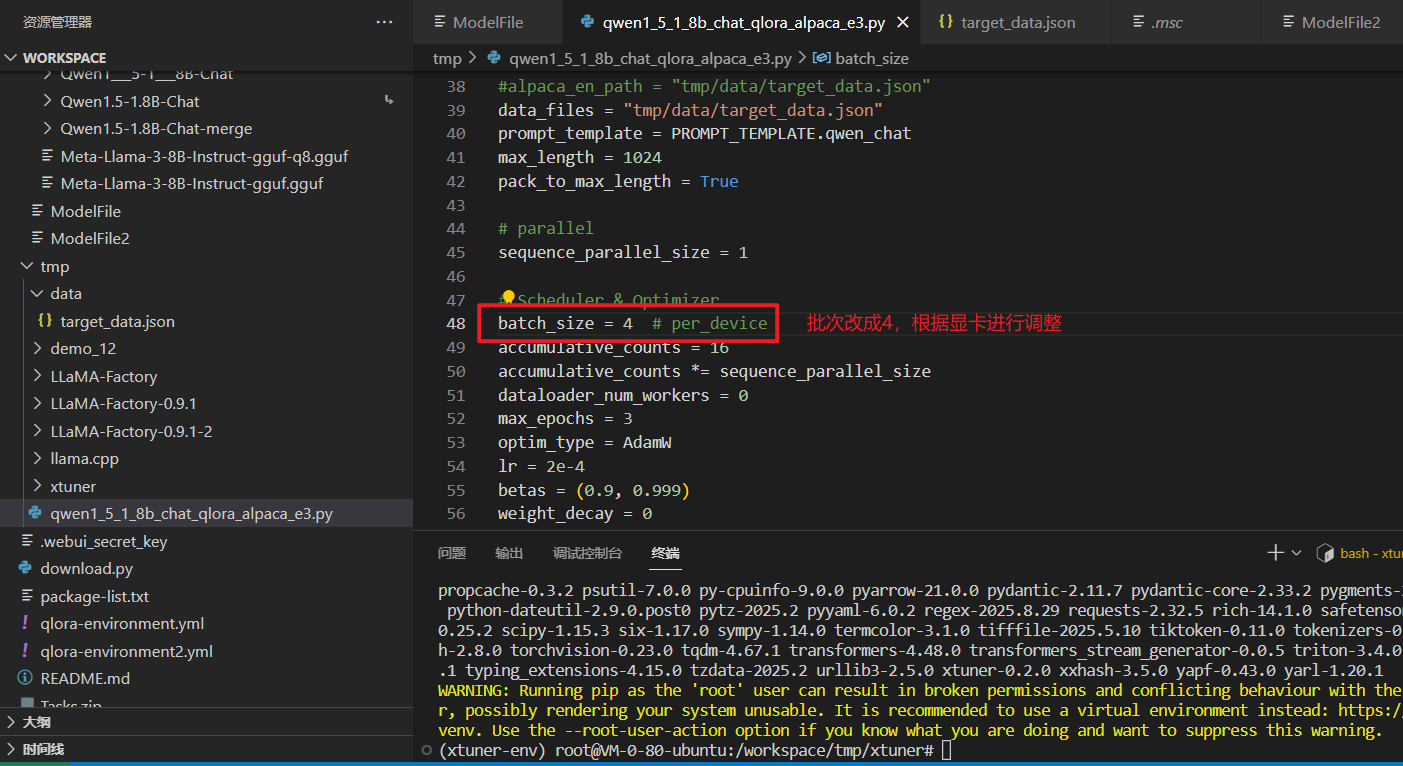 资源管理器
···
WORKSPACE
Qwen1___5-1___8B-Chat
Qwen1.5-1.8B-Chat
Qwen1.5-1.8B-Chat-merge
Meta-Llama-3-8B-Instruct-gguf-q8.gguf
Meta-Llama-3-8B-Instruct-gguf.gguf
ModelFile
ModelFile2
tmp
data
{} target_data.json
demo_12
LLaMA-Factory
LLaMA-Factory-0.9.1
LLaMA-Factory-0.9.1-2
llama.cpp
xtuner
qwen1_5_1_8b_chat_qlora_alpaca_e3.py
.webui_secret_key
download.py
package-list.txt
! qlora-environment.yml
! qlora-environment2.yml
README.md
Tasks.zip
大纲
时间线
ModelFile
qwen1_5_1_8b_chat_qlora_alpaca_e3.py
{} target_data.json
.msc
ModelFile2
tmp > qwen1_5_1_8b_chat_qlora_alpaca_e3.py > batch_size
38 #alpaca_en_path = "tmp/data/target_data.json"
39 data_files = "tmp/data/target_data.json"
40 prompt_template = PROMPT_TEMPLATE.qwen_chat
41 max_length = 1024
42 pack_to_max_length = True
43
44 # parallel
45 sequence_parallel_size = 1
46
47 # Scheduler & Optimizer
48 batch_size = 4 # per_device
批次改成4，根据显卡进行调整
49 accumulative_counts = 16
50 accumulative_counts *= sequence_parallel_size
51 dataloader_num_workers = 0
52 max_epochs = 3
53 optim_type = AdamW
54 lr = 2e-4
55 betas = (0.9, 0.999)
56 weight_decay = 0
问题 输出 调试控制台 终端
bash - xtu
propcache-0.3.2 psutil-7.0.0 py-cpuinfo-9.0.0 pyarrow-21.0.0 pydantic-2.11.7 pydantic-core-2.33.2 pygments-
python-dateutil-2.9.0.post0 pytz-2025.2 pyyaml-6.0.2 regex-2025.8.29 requests-2.32.5 rich-14.1.0 safetenso
0.25.2 scipy-1.15.3 six-1.17.0 sympy-1.14.0 termcolor-3.1.0 tifffile-2025.5.10 tiktoken-0.11.0 tokenizers-0
h-2.8.0 torchvision-0.23.0 tqdm-4.67.1 transformers-4.48.0 transformers_stream_generator-0.0.5 triton-3.4.0
.1 typing_extensions-4.15.0 tzdata-2025.2 urllib3-2.5.0 xtuner-0.2.0 xxhash-3.5.0 yapf-0.43.0 yarl-1.20.1
WARNING: Running pip as the 'root' user can result in broken permissions and conflicting behaviour with the
r, possibly rendering your system unusable. It is recommended to use a virtual environment instead: https:/
venv. Use the --root-user-action option if you know what you are doing and want to suppress this warning.
(xtuner-env) root@VM-0-80-ubuntu:/workspace/tmp/xtuner#